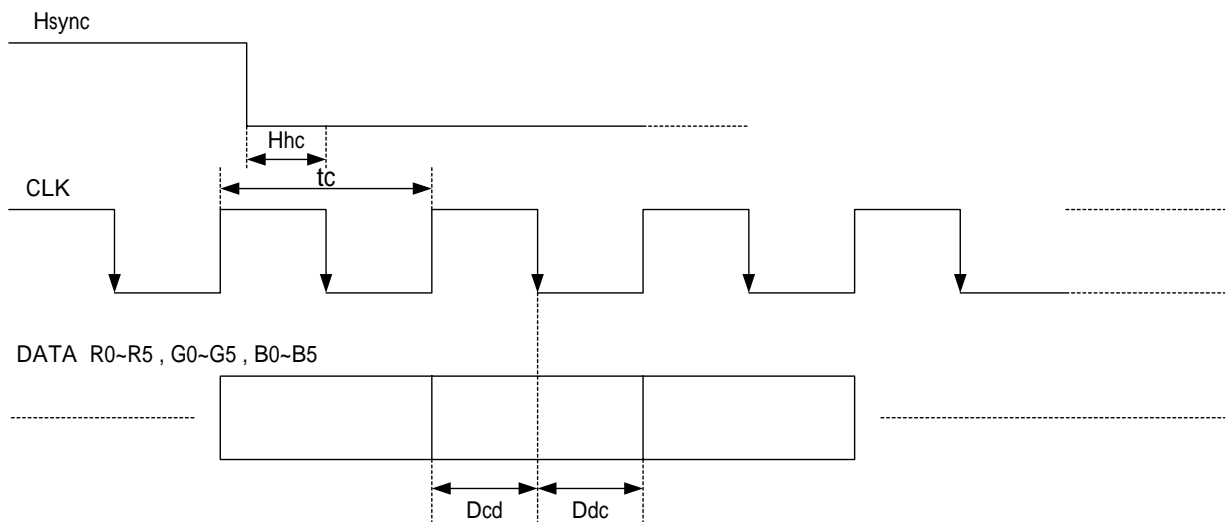 Hsync
Hhc
tc
CLK
DATA R0~R5 , G0~G5 , B0~B5
Dcd Ddc